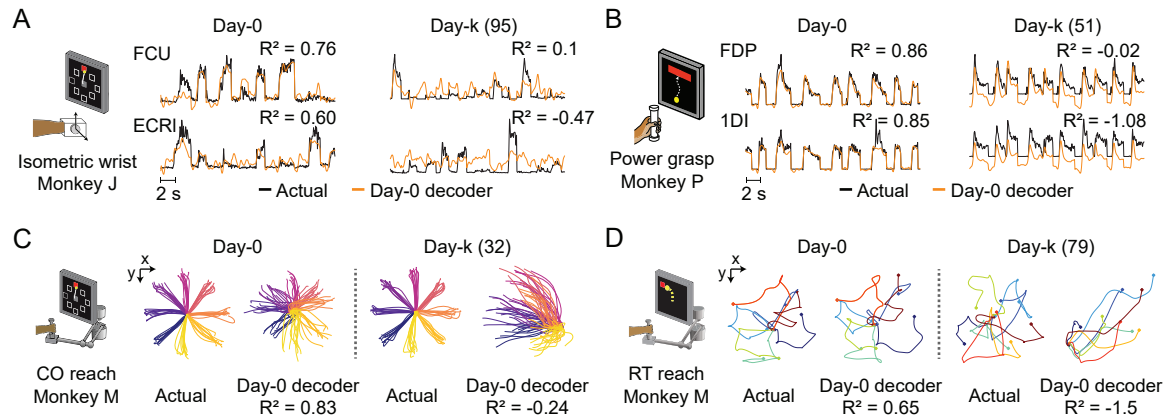 A
Day-0
Day-k (95)
FCU
R² = 0.76
R² = 0.1
ECRI
R² = 0.60
R² = -0.47
Isometric wrist
Monkey J
2 s
Actual
Day-0 decoder
B
Day-0
Day-k (51)
FDP
R² = 0.86
R² = -0.02
1DI
R² = 0.85
R² = -1.08
Power grasp
Monkey P
2 s
Actual
Day-0 decoder
C
Day-0
Day-k (32)
x
y
CO reach
Monkey M
Actual
Day-0 decoder
R² = 0.83
Actual
Day-0 decoder
R² = -0.24
D
Day-0
Day-k (79)
x
y
RT reach
Monkey M
Actual
Day-0 decoder
R² = 0.65
Actual
Day-0 decoder
R² = -1.5